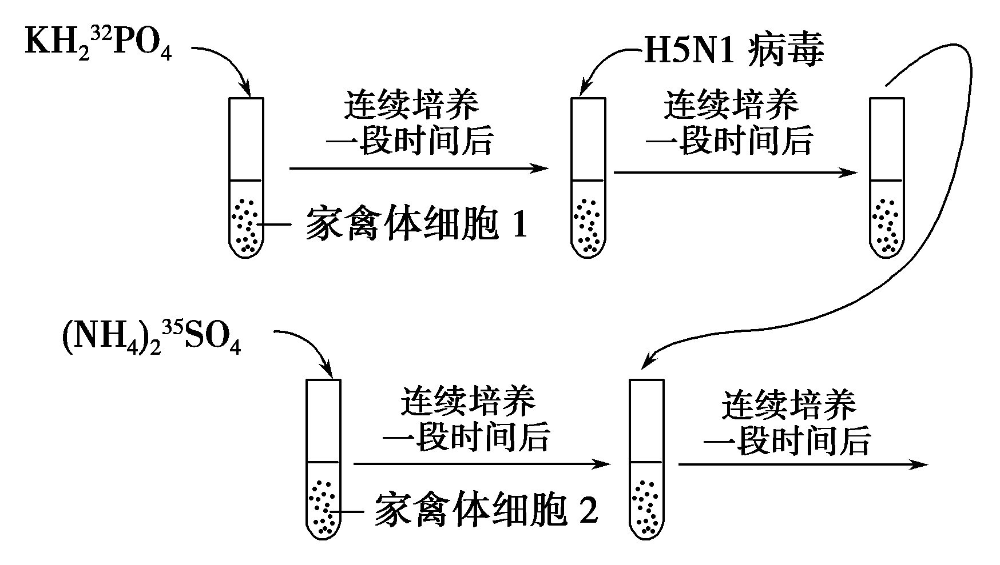 KH₂³²PO₄
H5N1 病毒
连续培养
一段时间后
连续培养
一段时间后
家禽体细胞 1
(NH₄)₂³⁵SO₄
连续培养
一段时间后
连续培养
一段时间后
家禽体细胞 2